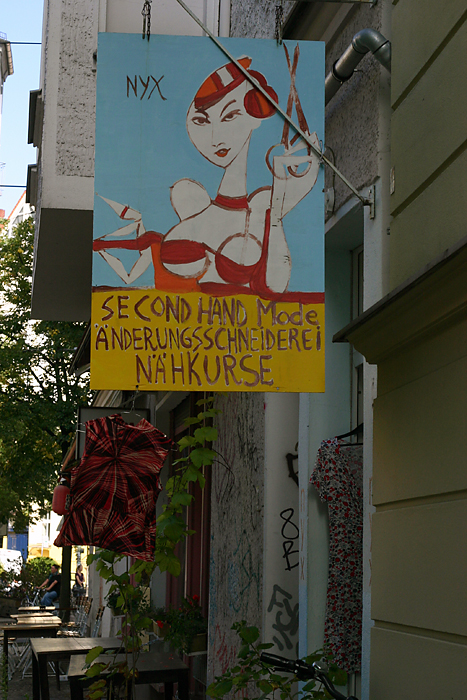 NYX
SECOND HAND Mode
ÄNDERUNGSSCHNEIDEREI
NÄHKURSE